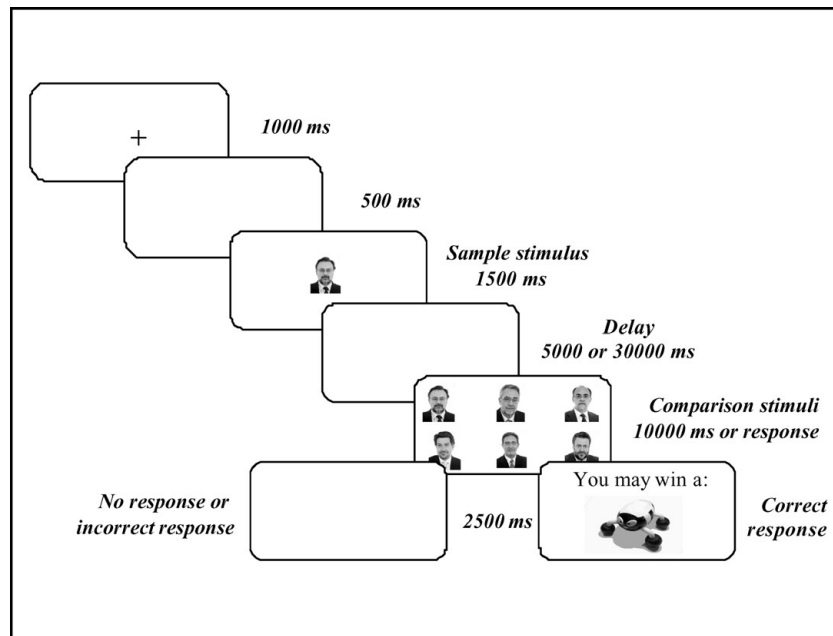 1000 ms
500 ms
Sample stimulus
1500 ms
Delay
5000 or 30000 ms
Comparison stimuli
10000 ms or response
No response or
incorrect response
2500 ms
You may win a:
Correct
response